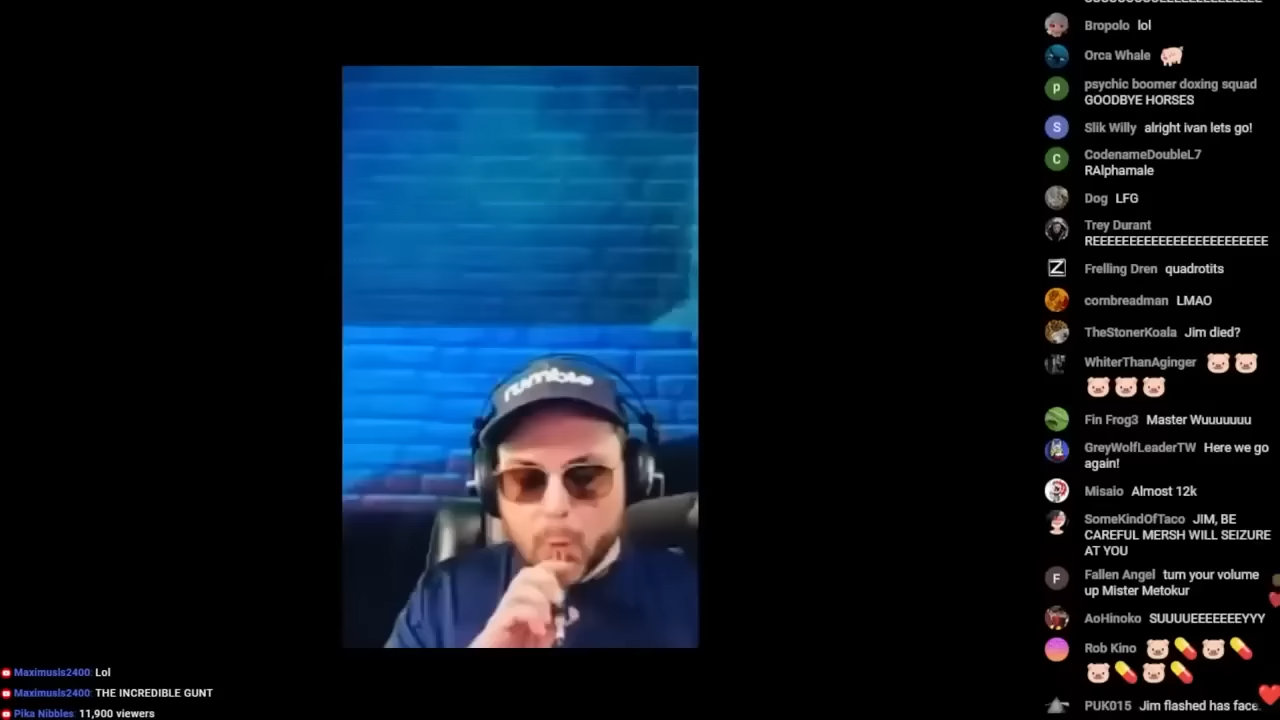 Bropolo lol
Orca Whale
psychic boomer doxing squad
GOODBYE HORSES
Slik Willy alright ivan lets go!
CodenameDoubleL7
RAlphamale
Dog LFG
Trey Durant
REEEEEEEEEEEEEEEEEEEEEEEEE
Frelling Dren quadrotits
cornbreadman LMAO
TheStonerKoala Jim died?
WhiterThanAginger
Fin Frog3 Master Wuuuuuuu
GreyWolfLeaderTW Here we go
again!
Misaio Almost 12k
SomeKindOfTaco JIM, BE
CAREFUL MERSH WILL SEIZURE
AT YOU
Fallen Angel turn your volume
up Mister Metokur
AoHinoko SUUUUEEEEEEEYYY
Rob Kino
PUK015 Jim flashed has face.
rumble
Maximusls2400: Lol
Maximusls2400: THE INCREDIBLE GUNT
Pika Nibbles: 11,900 viewers